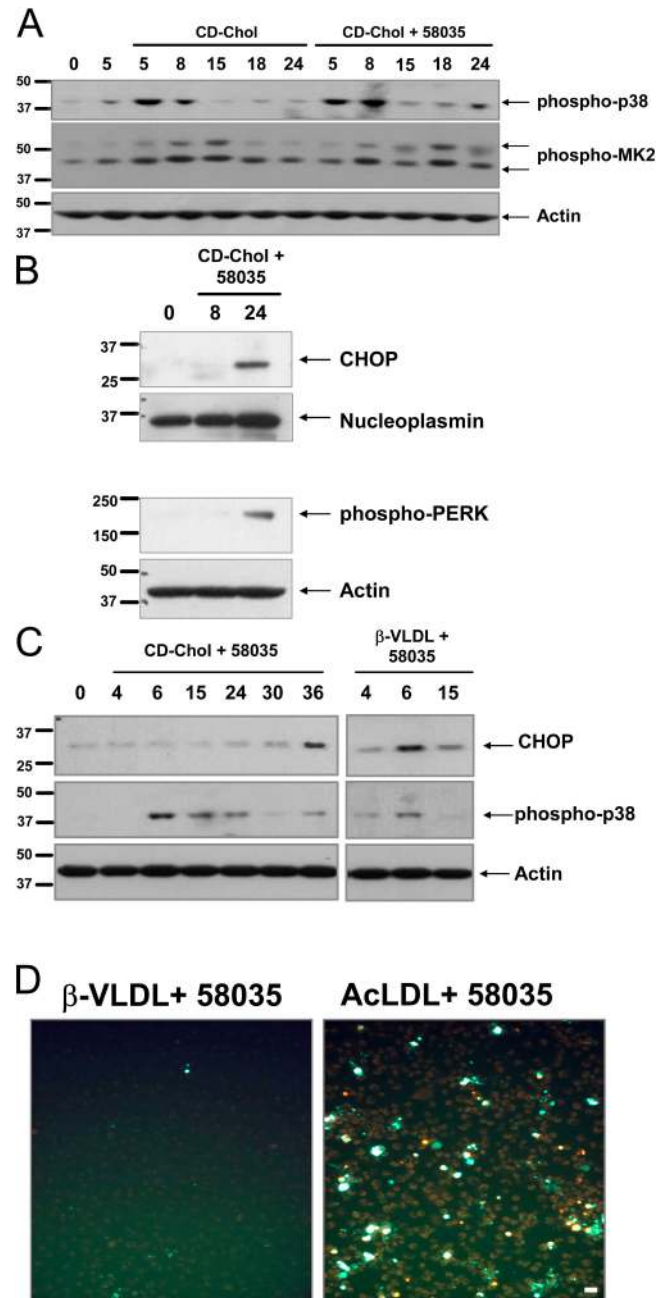 A
CD-Chol CD-Chol + 58035
0 5 5 8 15 18 24 5 8 15 18 24
50
37
phospho-p38
50
37
phospho-MK2
50
37
Actin
B
CD-Chol +
58035
0 8 24
37
25
CHOP
37
Nucleoplasmin
250
150
phospho-PERK
50
37
Actin
C
CD-Chol + 58035
β-VLDL +
58035
0 4 6 15 24 30 36 4 6 15
37
25
CHOP
50
37
phospho-p38
50
37
Actin
D
β-VLDL+ 58035 AcLDL+ 58035